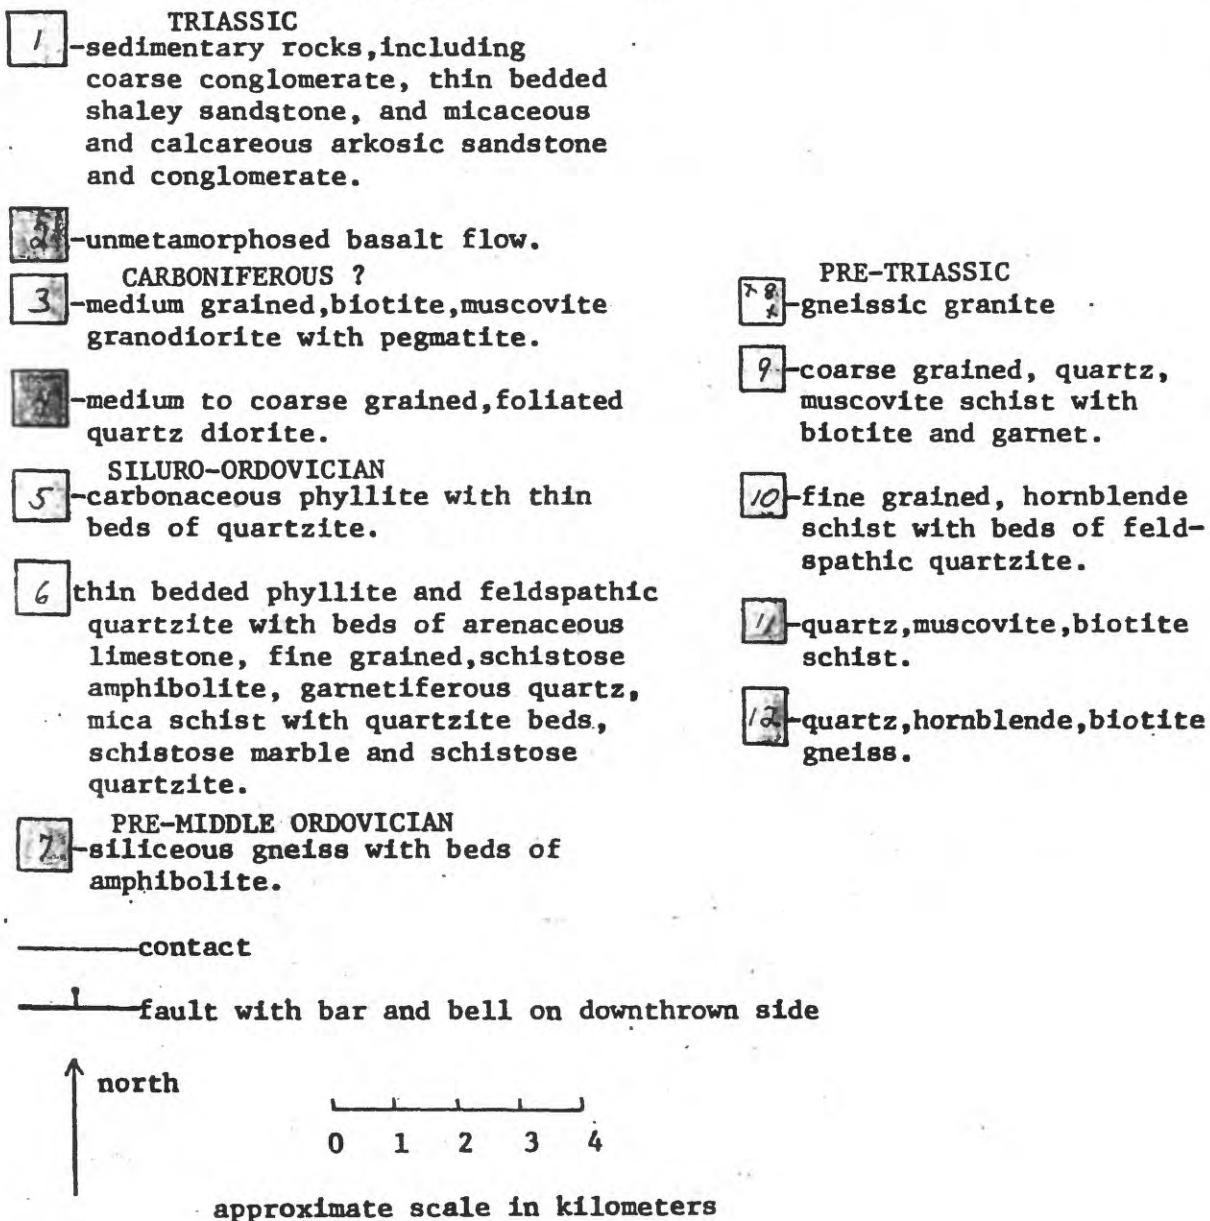 TRIASSIC
1 -sedimentary rocks,including
coarse conglomerate, thin bedded
shaley sandstone, and micaceous
and calcareous arkosic sandstone
and conglomerate.
2 -unmetamorphosed basalt flow.
CARBONIFEROUS ?
3 -medium grained,biotite,muscovite
granodiorite with pegmatite.
-medium to coarse grained,foliated
quartz diorite.
SILURO-ORDOVICIAN
5 -carbonaceous phyllite with thin
beds of quartzite.
6 thin bedded phyllite and feldspathic
quartzite with beds of arenaceous
limestone, fine grained,schistose
amphibolite, garnetiferous quartz,
mica schist with quartzite beds,
schistose marble and schistose
quartzite.
PRE-MIDDLE ORDOVICIAN
7 -siliceous gneiss with beds of
amphibolite.
PRE-TRIASSIC
x 8 x -gneissic granite
9 -coarse grained, quartz,
muscovite schist with
biotite and garnet.
10 -fine grained, hornblende
schist with beds of feld-
spathic quartzite.
11 -quartz,muscovite,biotite
schist.
12 -quartz,hornblende,biotite
gneiss.
contact
fault with bar and bell on downthrown side
north
0 1 2 3 4
approximate scale in kilometers